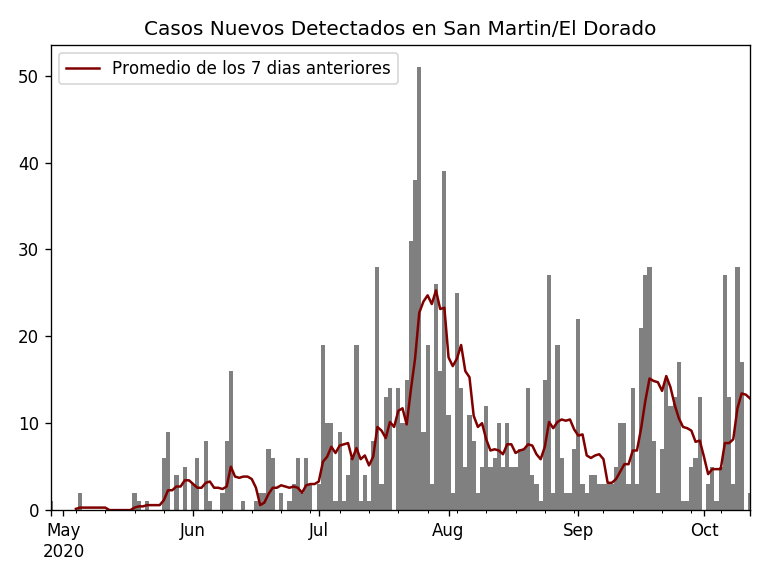 Casos Nuevos Detectados en San Martin/El Dorado
Promedio de los 7 dias anteriores
50
40
30
20
10
0
May Jun Jul Aug Sep Oct
2020